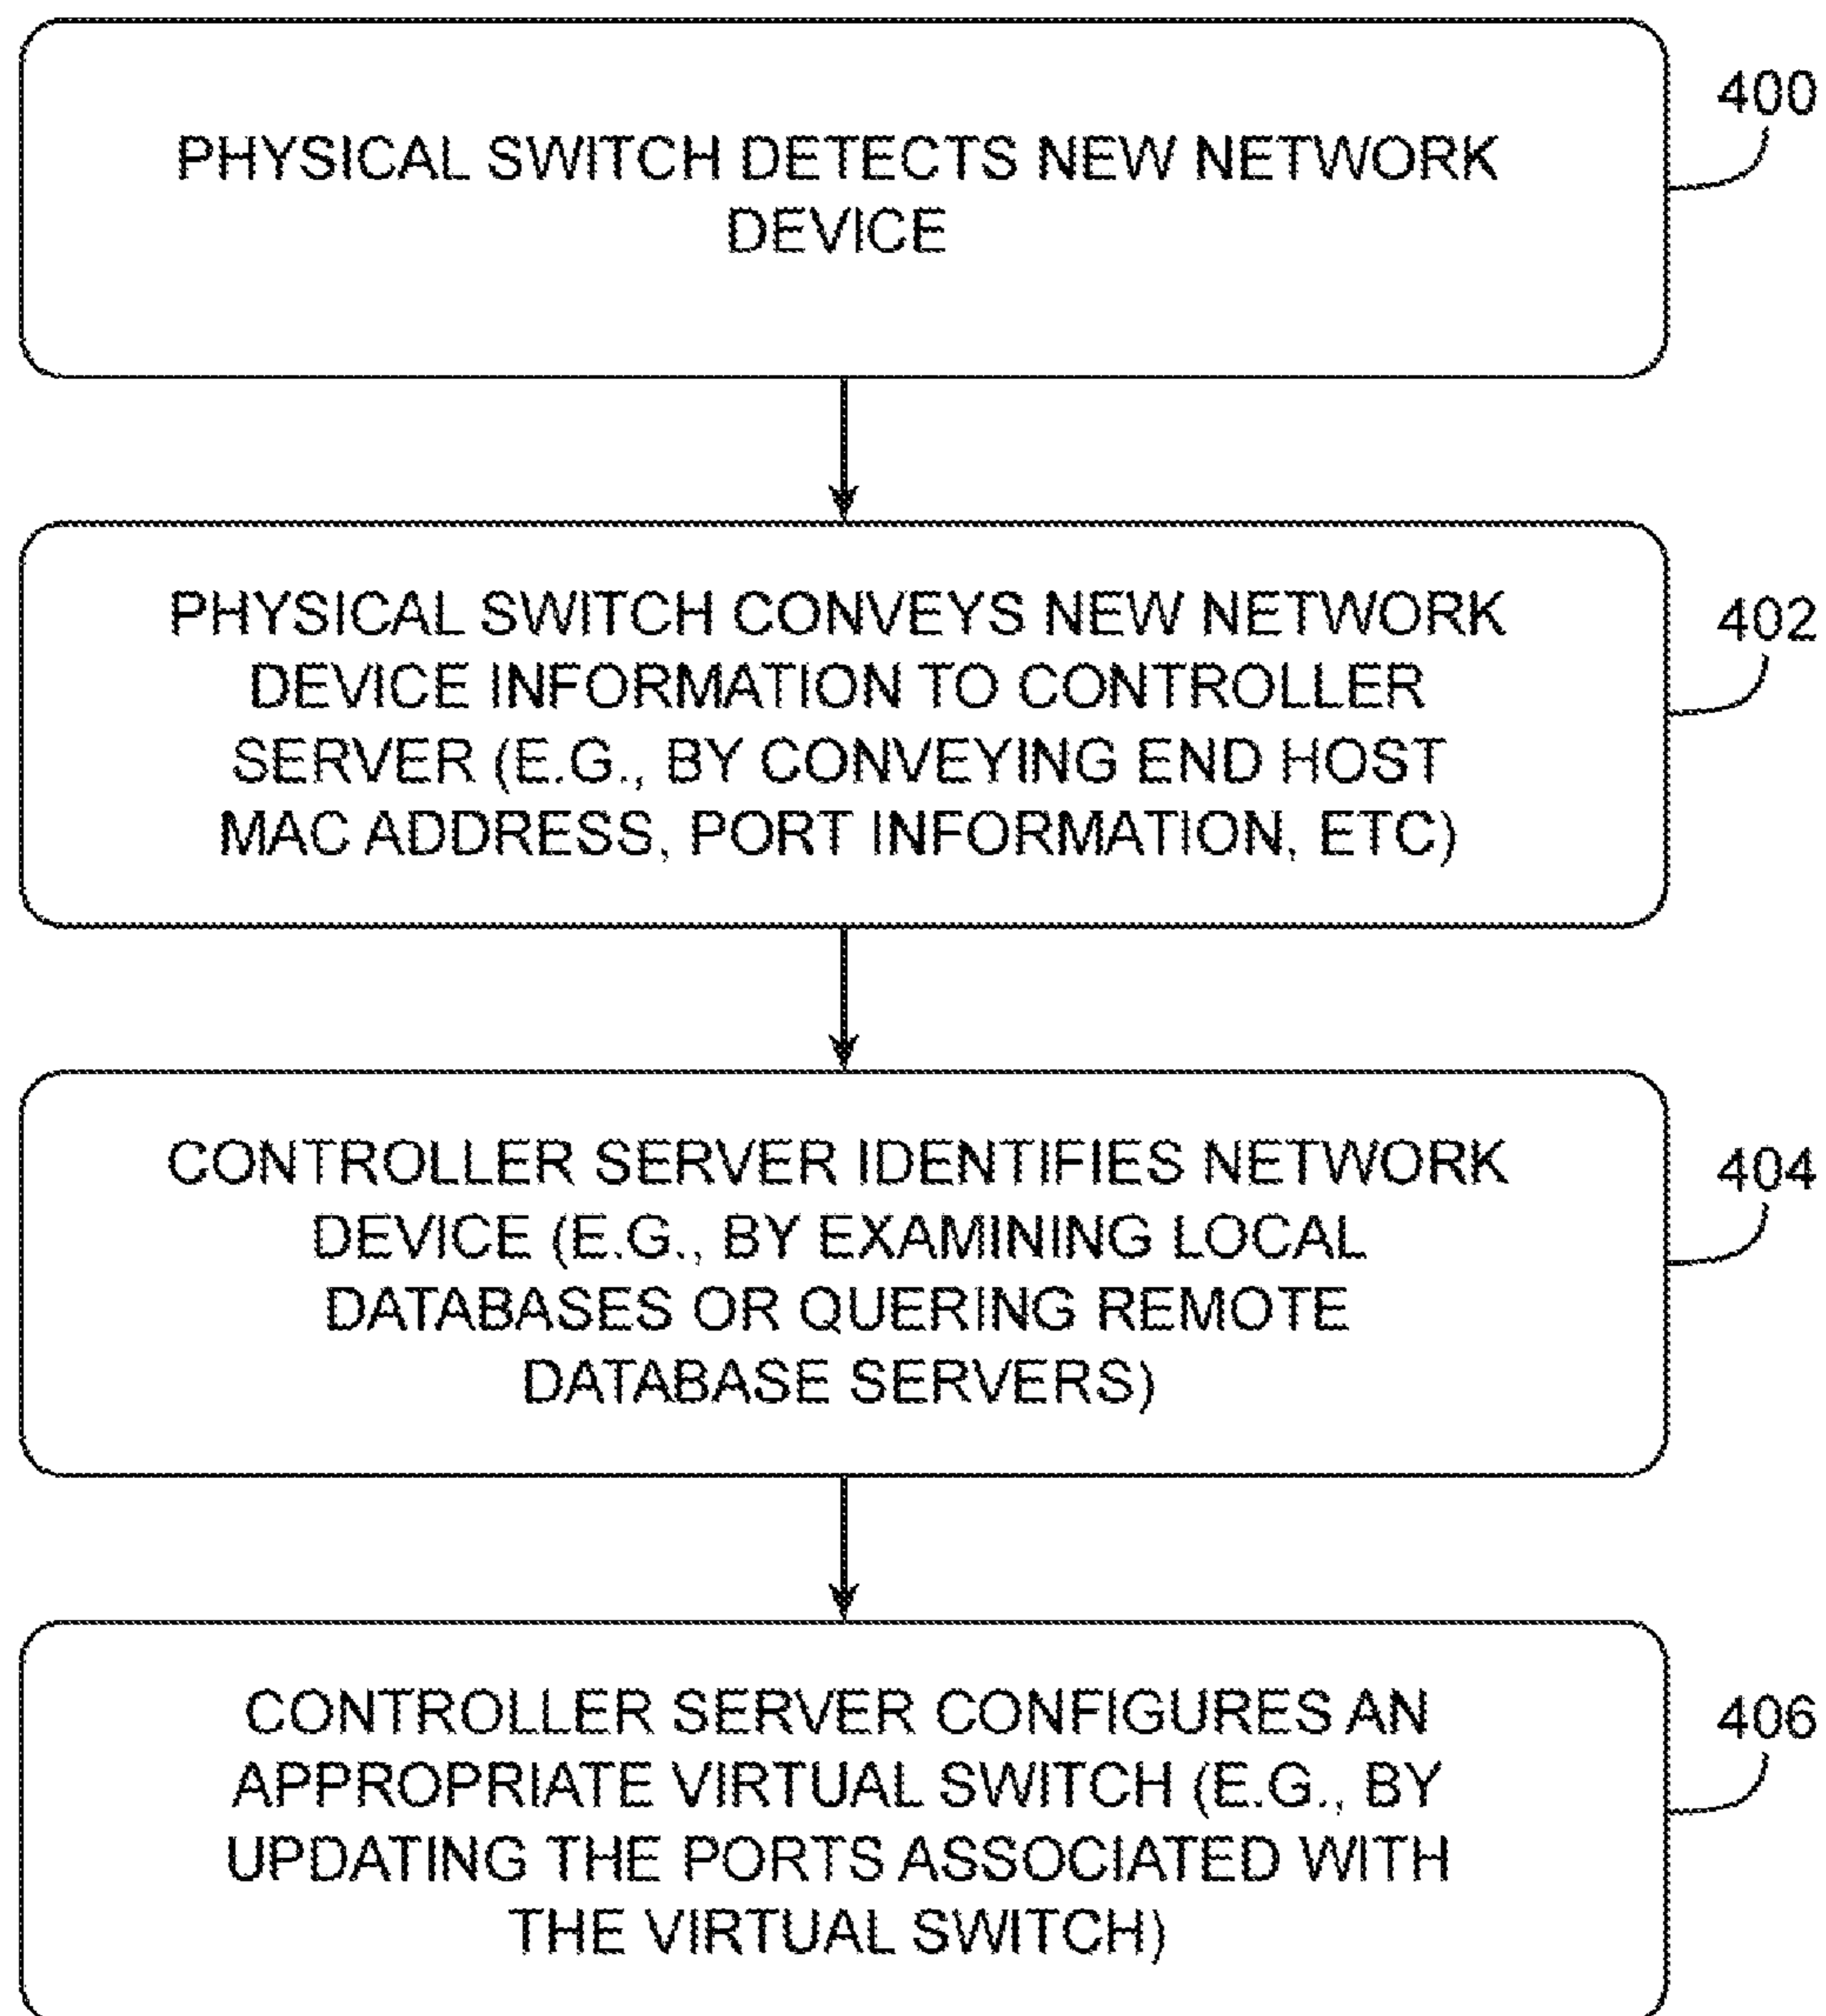 PHYSICAL SWITCH DETECTS NEW NETWORK
DEVICE
400
PHYSICAL SWITCH CONVEYS NEW NETWORK
DEVICE INFORMATION TO CONTROLLER
SERVER (E.G., BY CONVEYING END HOST
MAC ADDRESS, PORT INFORMATION, ETC)
402
CONTROLLER SERVER IDENTIFIES NETWORK
DEVICE (E.G., BY EXAMINING LOCAL
DATABASES OR QUERING REMOTE
DATABASE SERVERS)
404
CONTROLLER SERVER CONFIGURES AN
APPROPRIATE VIRTUAL SWITCH (E.G., BY
UPDATING THE PORTS ASSOCIATED WITH
THE VIRTUAL SWITCH)
406